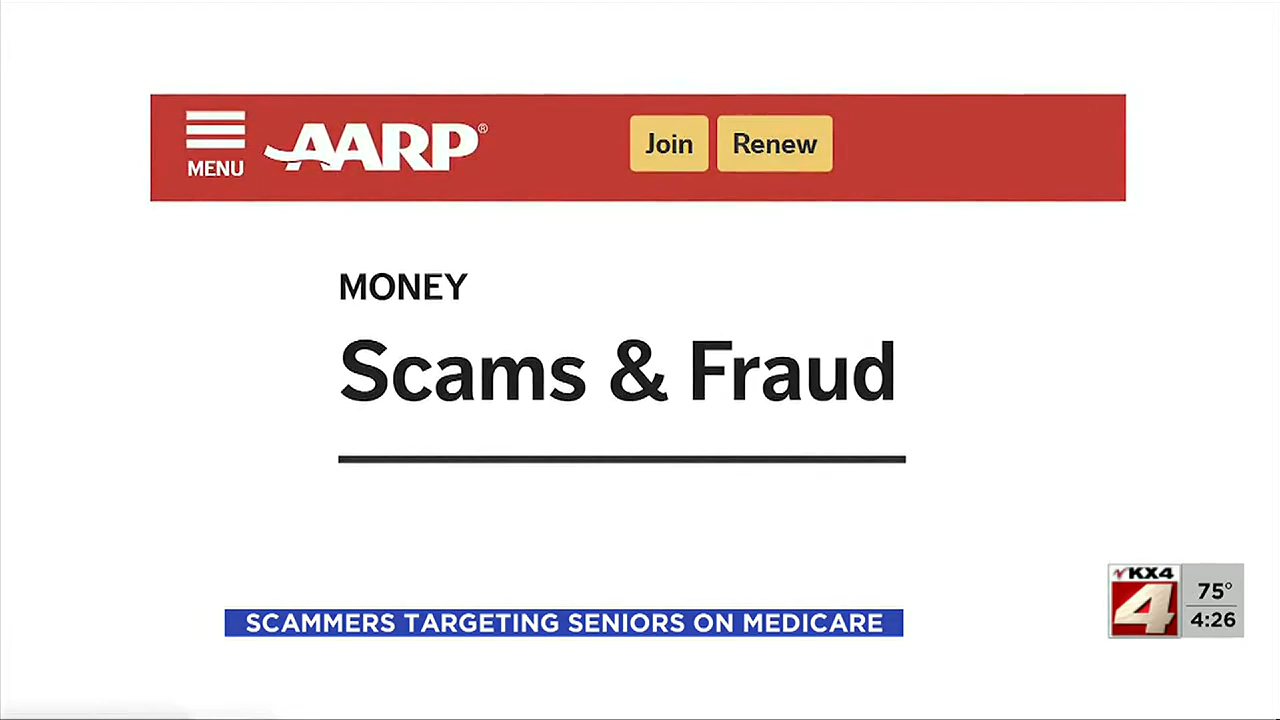 MENU
AARP®
Join
Renew
MONEY
Scams & Fraud
SCAMMERS TARGETING SENIORS ON MEDICARE
KX4
4
75°
4:26